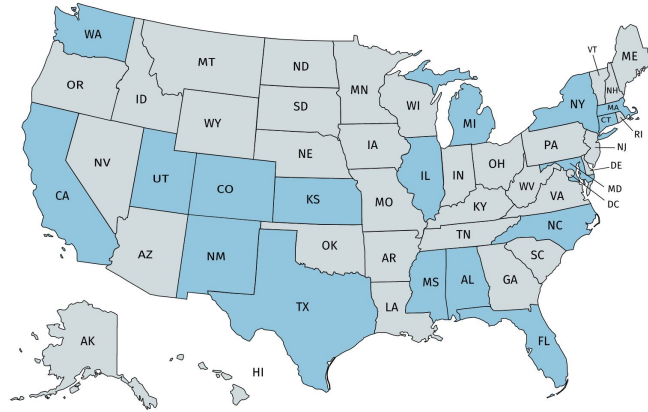 WA
MT
ND
MN
VT
ME
OR
ID
SD
WI
NH
NY
MA
WY
MI
CT
RI
IA
PA
NJ
NE
NV
OH
DE
IL
IN
UT
CO
MD
CA
KS
MO
WV
VA
DC
KY
NC
TN
AZ
OK
NM
AR
SC
MS
AL
GA
TX
LA
AK
FL
HI